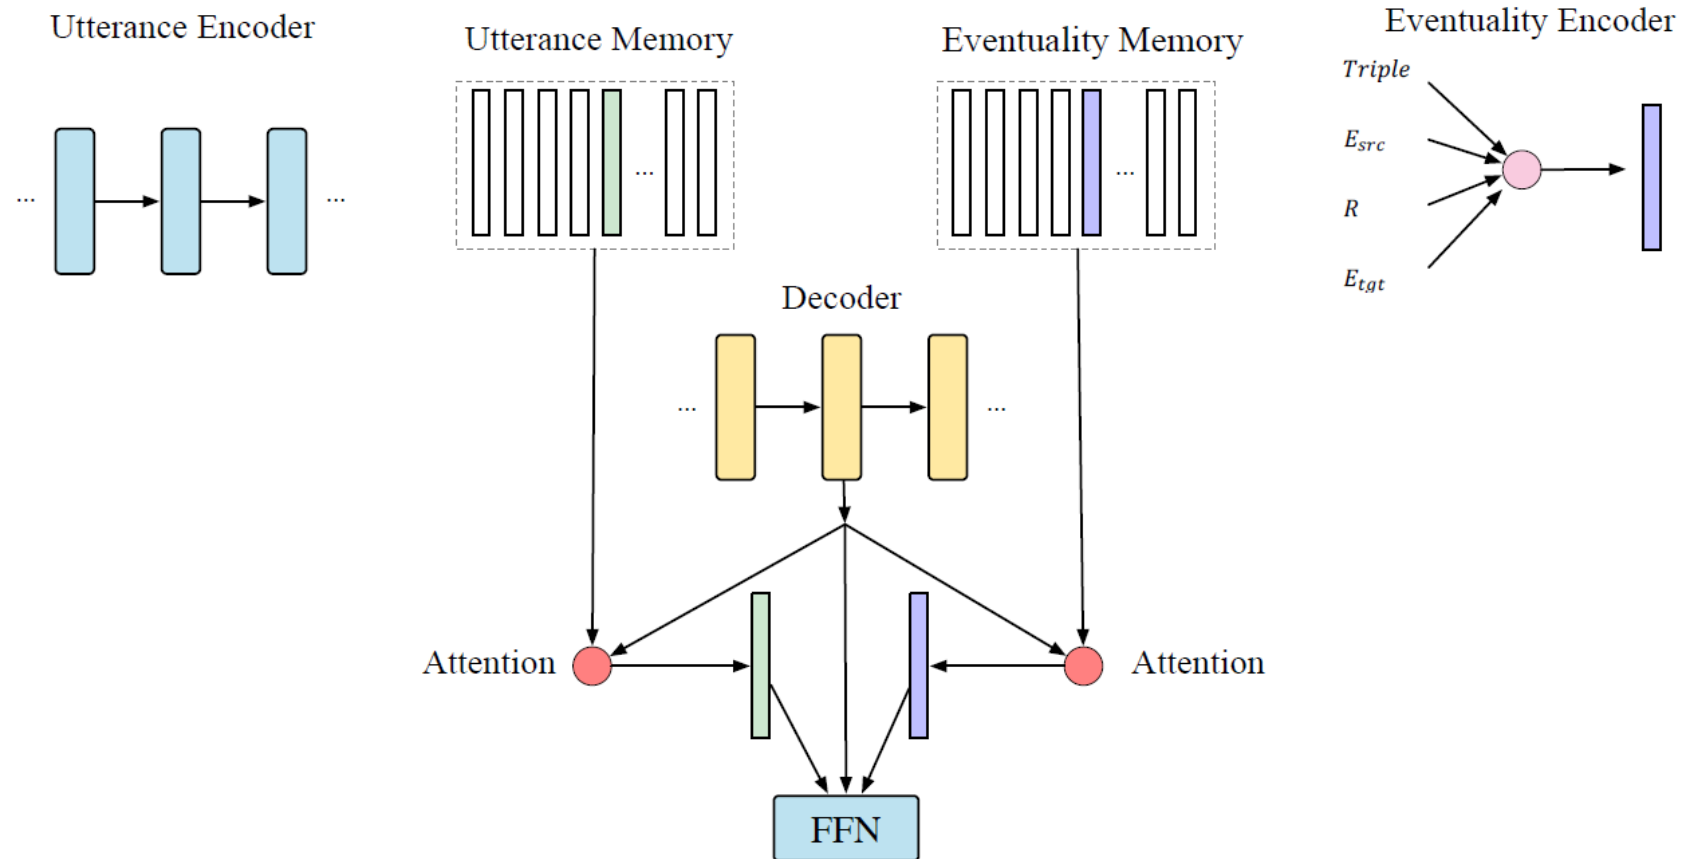 Utterance Encoder
Utterance Memory
Eventuality Memory
Eventuality Encoder
Triple
E_src
R
E_tgt
...
...
...
...
Decoder
...
...
Attention
Attention
FFN